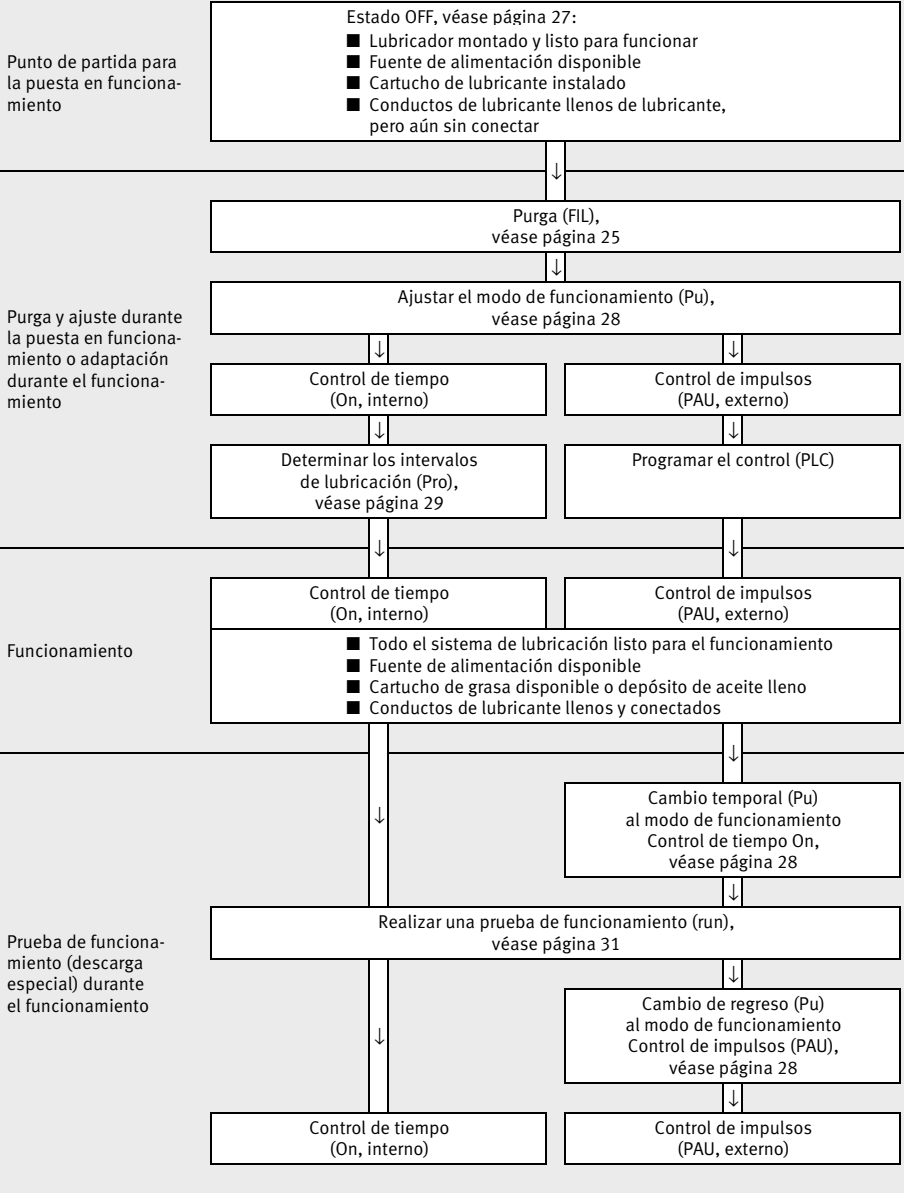 Punto de partida para
la puesta en funciona-
miento
Estado OFF, véase página 27:
■ Lubricador montado y listo para funcionar
■ Fuente de alimentación disponible
■ Cartucho de lubricante instalado
■ Conductos de lubricante llenos de lubricante,
pero aún sin conectar
↓
Purga y ajuste durante
la puesta en funciona-
miento o adaptación
durante el funciona-
miento
Purga (FIL),
véase página 25
↓
Ajustar el modo de funcionamiento (Pu),
véase página 28
↓ ↓
Control de tiempo
(On, interno)
Control de impulsos
(PAU, externo)
↓ ↓
Determinar los intervalos
de lubricación (Pro),
véase página 29
Programar el control (PLC)
↓ ↓
Funcionamiento
Control de tiempo
(On, interno)
Control de impulsos
(PAU, externo)
■ Todo el sistema de lubricación listo para el funcionamiento
■ Fuente de alimentación disponible
■ Cartucho de grasa disponible o depósito de aceite lleno
■ Conductos de lubricante llenos y conectados
↓
Prueba de funciona-
miento (descarga
especial) durante
el funcionamiento
↓
Cambio temporal (Pu)
al modo de funcionamiento
Control de tiempo On,
véase página 28
↓
Realizar una prueba de funcionamiento (run),
véase página 31
↓
↓
Cambio de regreso (Pu)
al modo de funcionamiento
Control de impulsos (PAU),
véase página 28
↓
Control de tiempo
(On, interno)
Control de impulsos
(PAU, externo)